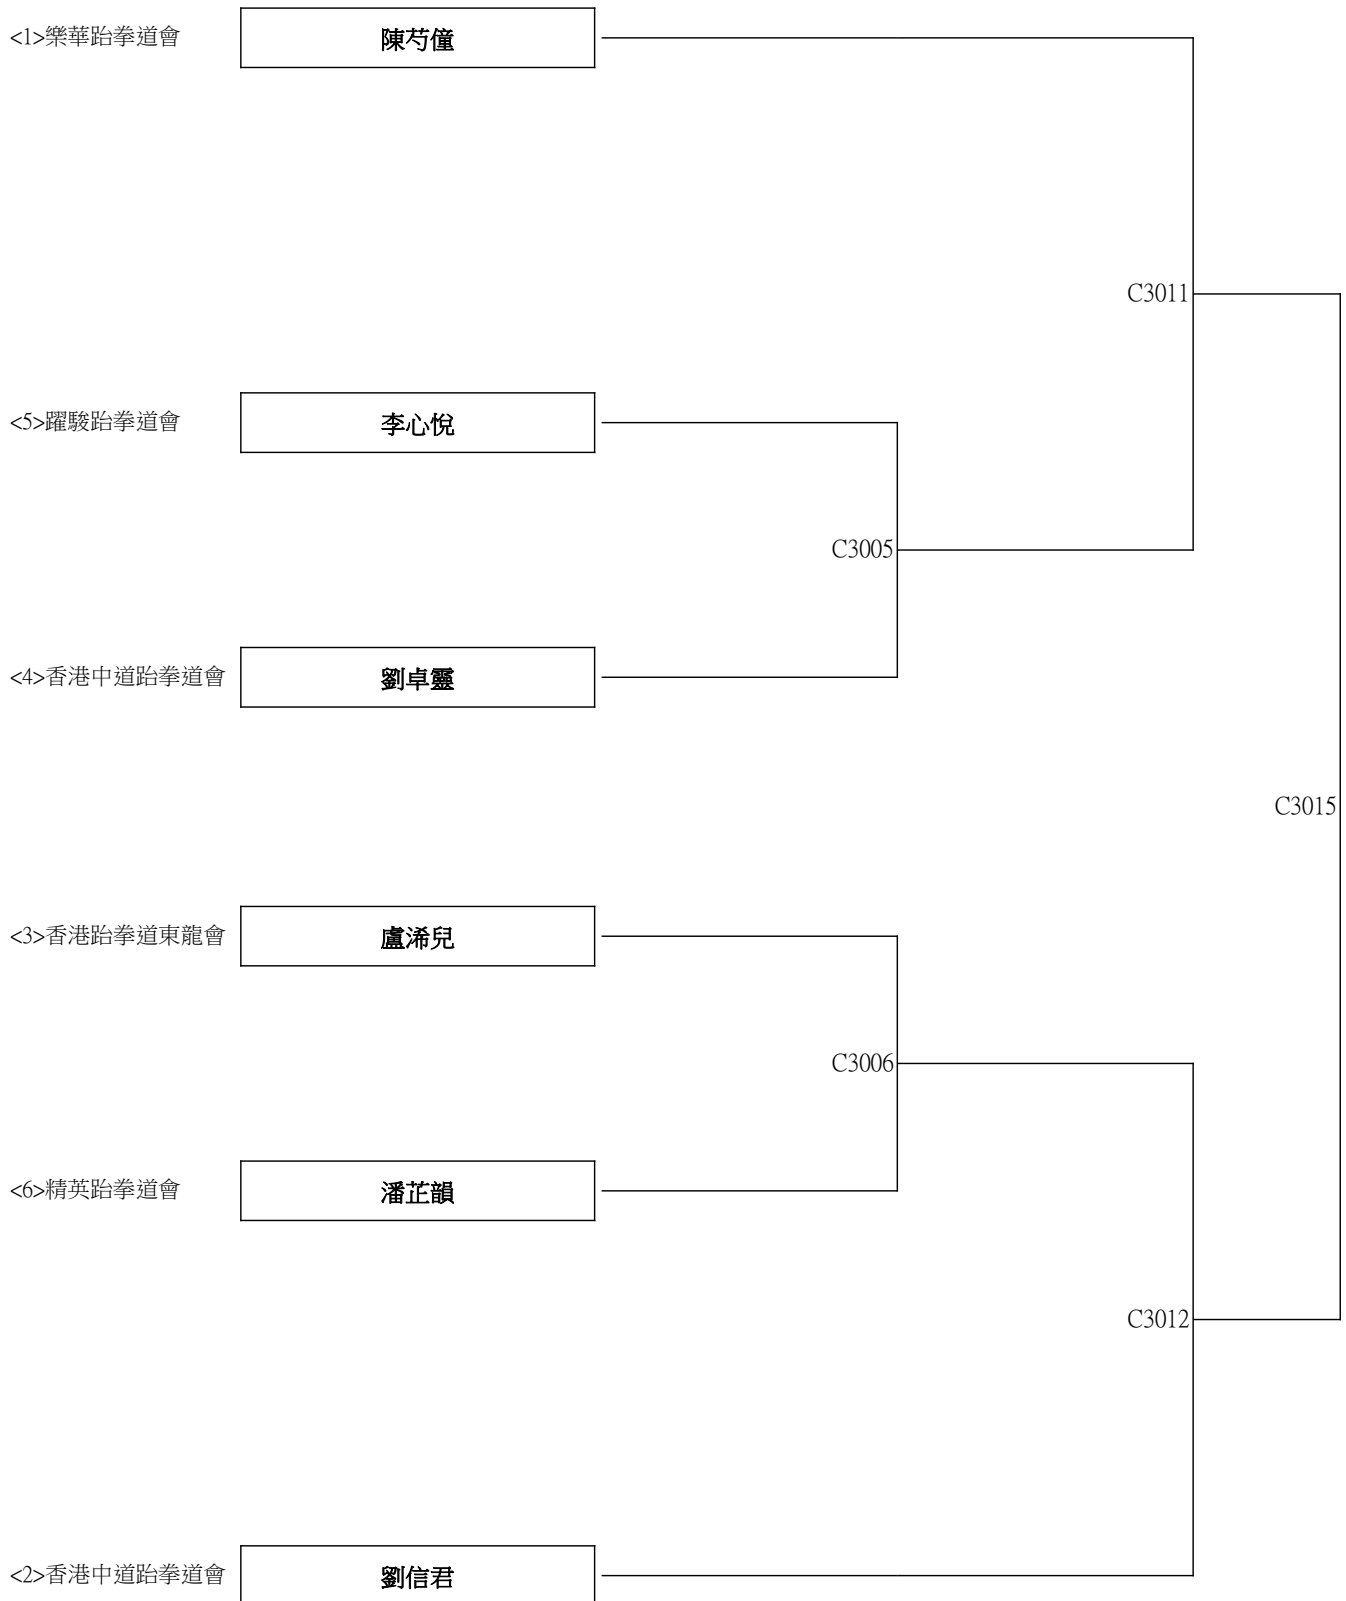 <1>樂華跆拳道會
陳芍僮
C3011
<5>躍駿跆拳道會
李心悅
C3005
<4>香港中道跆拳道會
劉卓靈
C3015
<3>香港跆拳道東龍會
盧浠兒
C3006
<6>精英跆拳道會
潘芷韻
C3012
<2>香港中道跆拳道會
劉信君